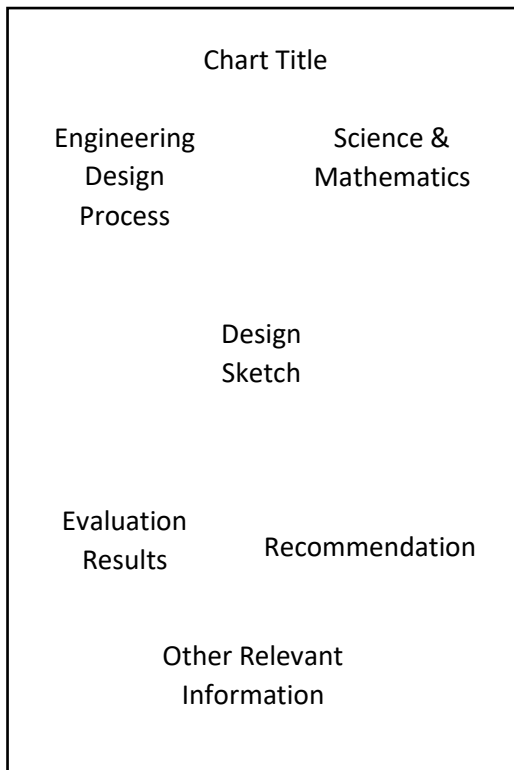 Chart Title
Engineering
Design
Process
Science &
Mathematics
Design
Sketch
Evaluation
Results
Recommendation
Other Relevant
Information